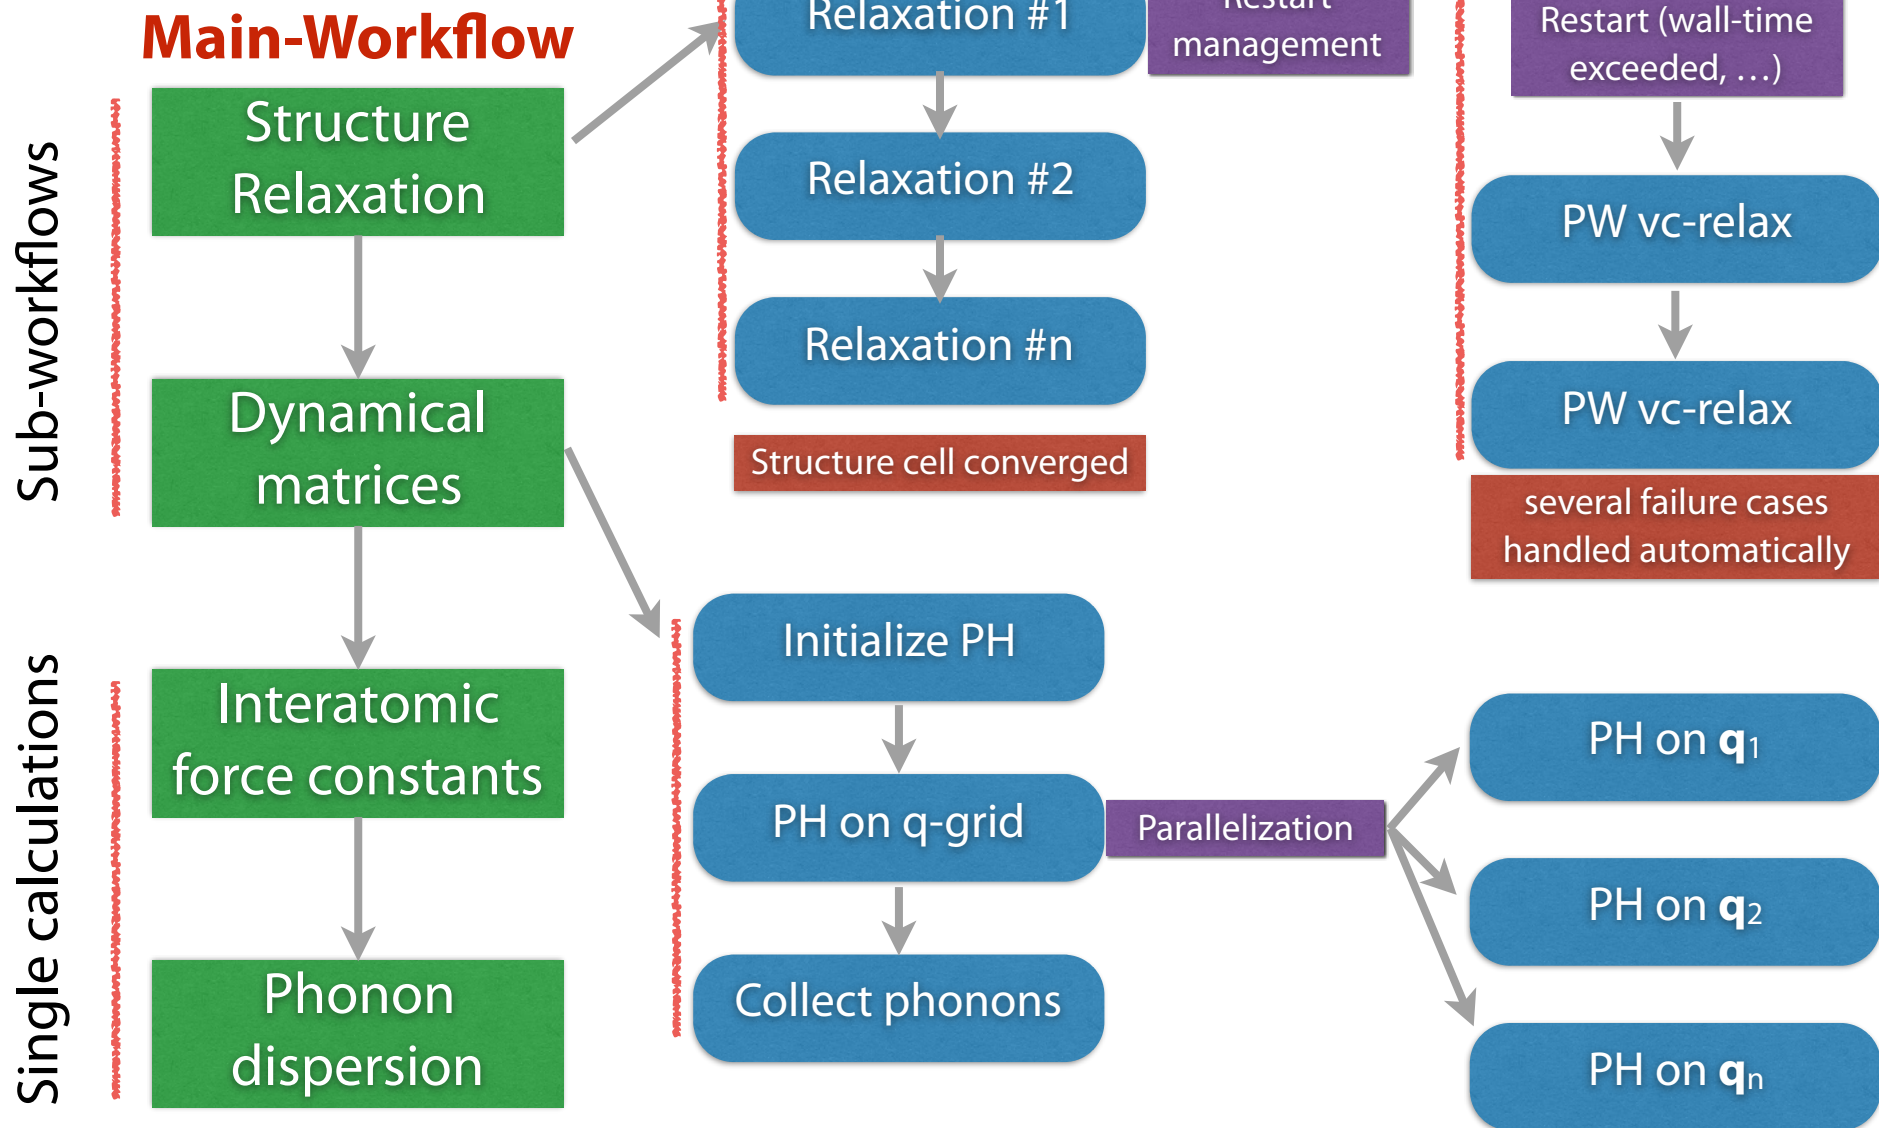 Main-Workflow
Sub-workflows
Single calculations
Structure
Relaxation
Dynamical
matrices
Interatomic
force constants
Phonon
dispersion
Relaxation #1
Restart
management
Relaxation #2
Relaxation #n
Structure cell converged
Restart (wall-time
exceeded, …)
PW vc-relax
PW vc-relax
several failure cases
handled automatically
Initialize PH
PH on q-grid
Parallelization
Collect phonons
PH on q1
PH on q2
PH on qn